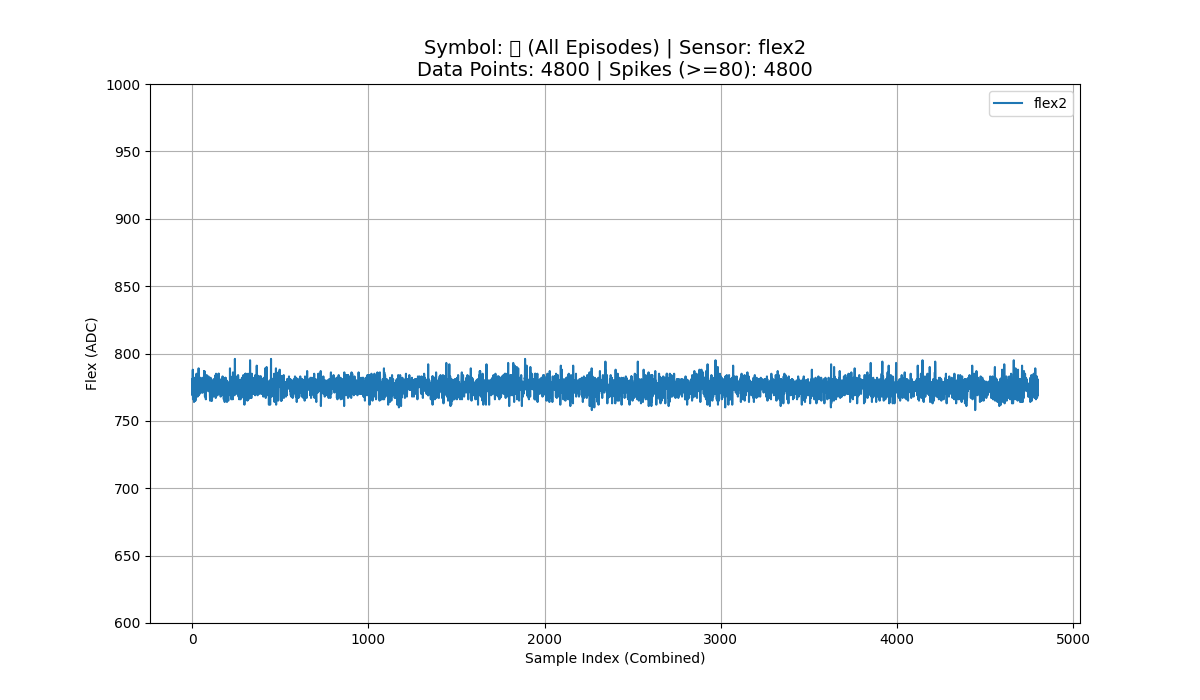 Symbol: (All Episodes) | Sensor: flex2
Data Points: 4800 | Spikes (>=80): 4800
flex2
Flex (ADC)
1000
950
900
850
800
750
700
650
600
0 1000 2000 3000 4000 5000
Sample Index (Combined)